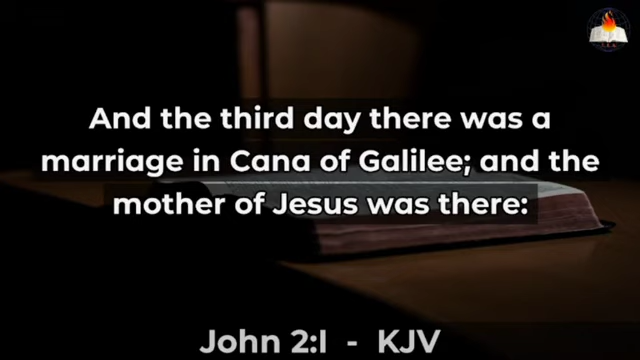 And the third day there was a
marriage in Cana of Galilee; and the
mother of Jesus was there:
John 2:I - KJV